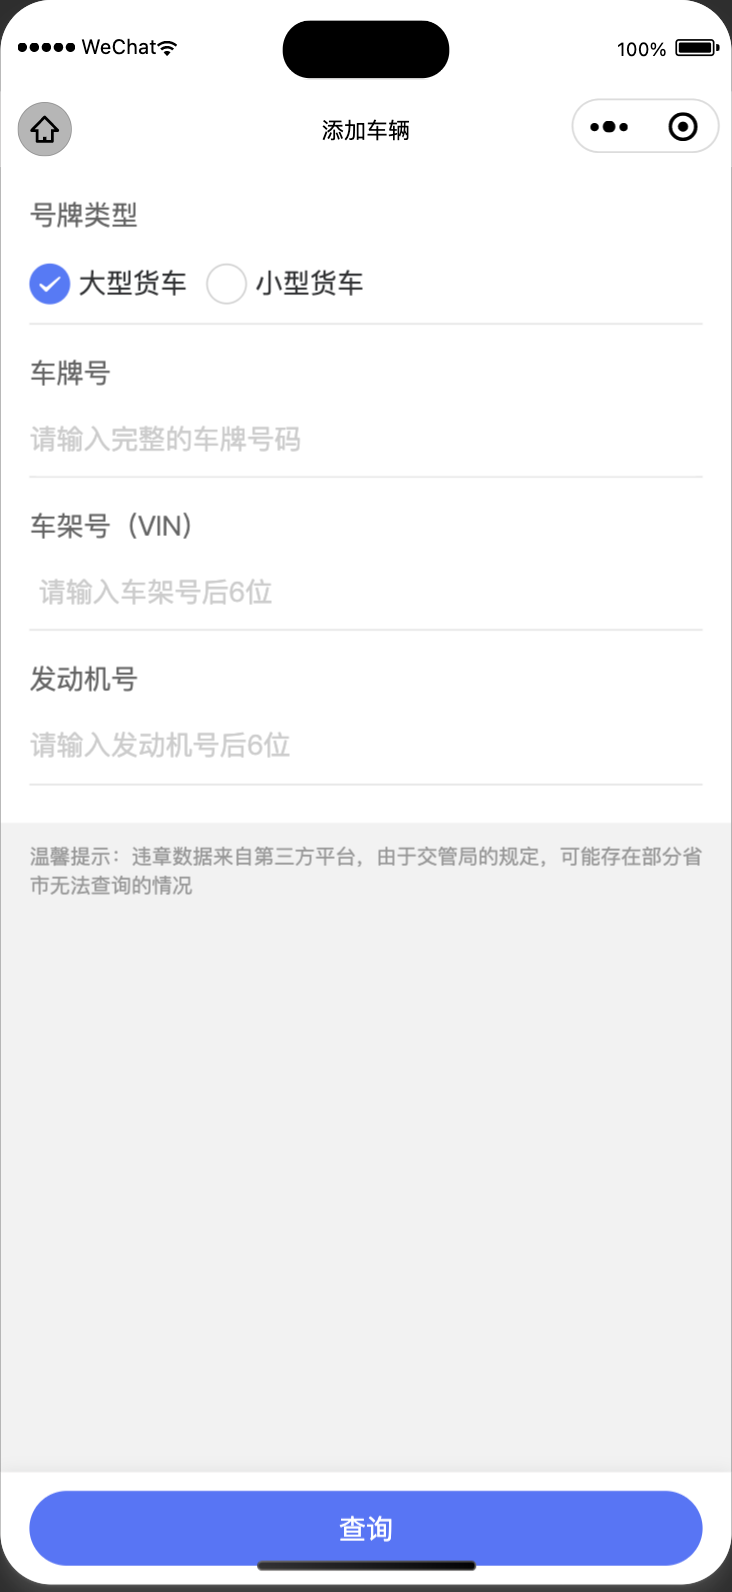 WeChat
100%
添加车辆
号牌类型
大型货车 小型货车
车牌号
请输入完整的车牌号码
车架号（VIN）
请输入车架号后6位
发动机号
请输入发动机号后6位
温馨提示：违章数据来自第三方平台，由于交管局的规定，可能存在部分省
市无法查询的情况
查询